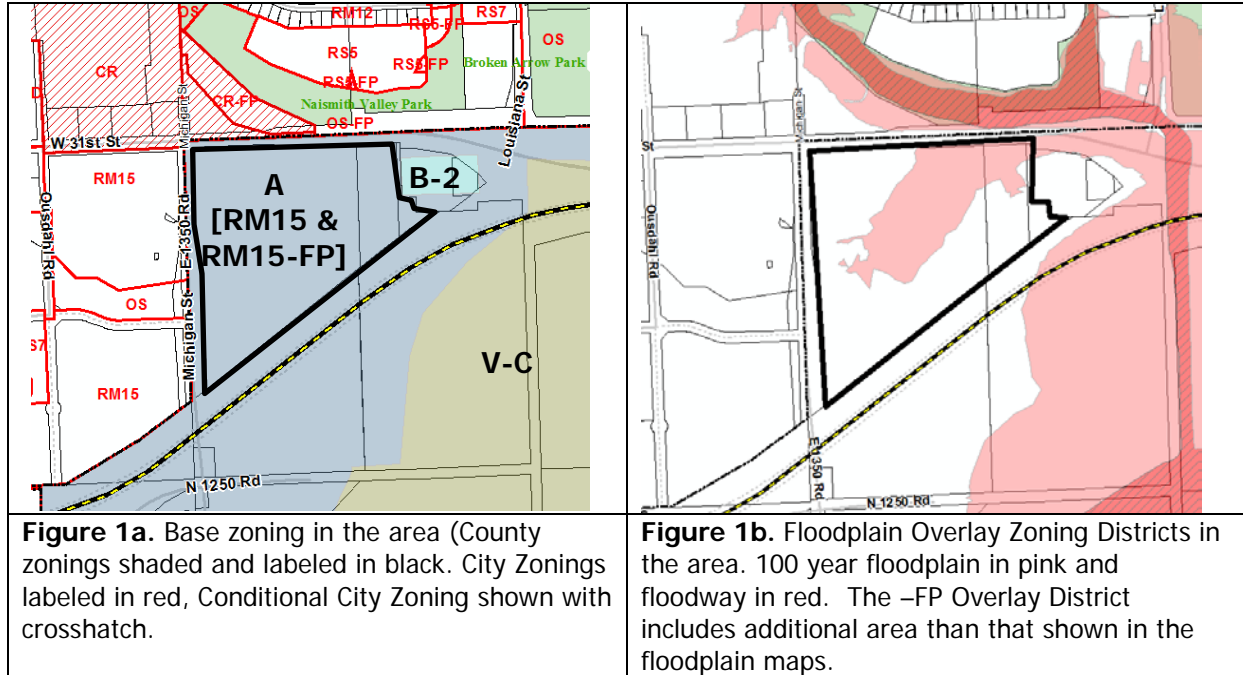 OS
RM12
RS5-FP
RS7
CR
RS5
RS5-FP
OS
Broken Arrow Park
RS5-FP
CR-FP
Naismith Valley Park
OS-FP
Michigan St
Louisiana St
W 31st St
RM15
A
[RM15 &
RM15-FP]
B-2
Ousdahl Rd
E 1350 Rd
OS
Michigan St
S7
RM15
V-C
N 1250 Rd
St
Ousdahl Rd
E 1350 Rd
N 1250 Rd
Figure 1a. Base zoning in the area (County
zonings shaded and labeled in black. City Zonings
labeled in red, Conditional City Zoning shown with
crosshatch.
Figure 1b. Floodplain Overlay Zoning Districts in
the area. 100 year floodplain in pink and
floodway in red. The –FP Overlay District
includes additional area than that shown in the
floodplain maps.